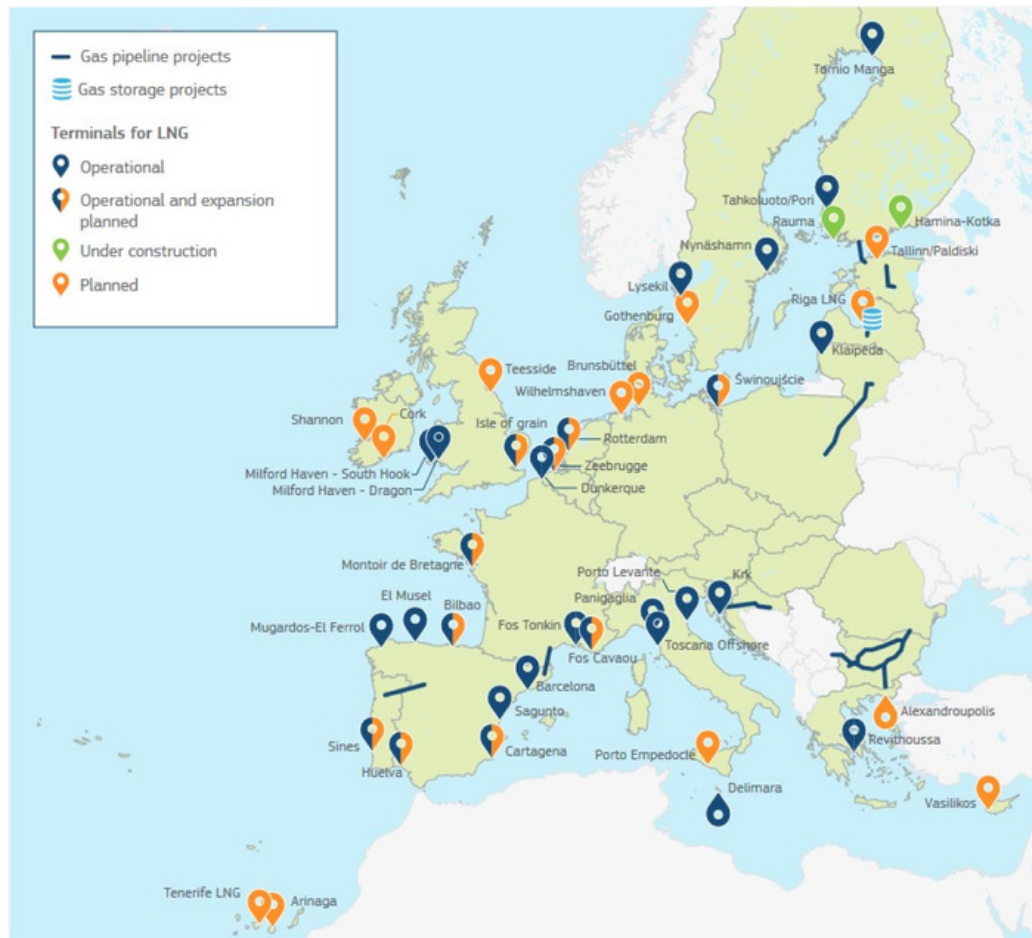 Gas pipeline projects
Gas storage projects
Terminals for LNG
Operational
Operational and expansion
planned
Under construction
Planned
Tornio Manga
Tahkoluoto/Pori
Rauma
Hamina-Kotka
Nynäshamn
Tallinn/Paldiski
Lysekil
Gothenburg
Riga LNG
Klaipėda
Teesside
Brunsbüttel
Wilhelmshaven
Świnoujście
Shannon
Cork
Isle of grain
Rotterdam
Milford Haven - South Hook
Milford Haven - Dragon
Zeebrugge
Dunkerque
Montoir de Bretagne
Porto Levante
Krk
El Musel
Bilbao
Panigaglia
Mugardos-El Ferrol
Fos Tonkin
Toscana Offshore
Fos Cavaou
Barcelona
Sagunto
Alexandroupolis
Sines
Cartagena
Porto Empedocle
Revithoussa
Huelva
Delimara
Vasilikos
Tenerife LNG
Arinaga